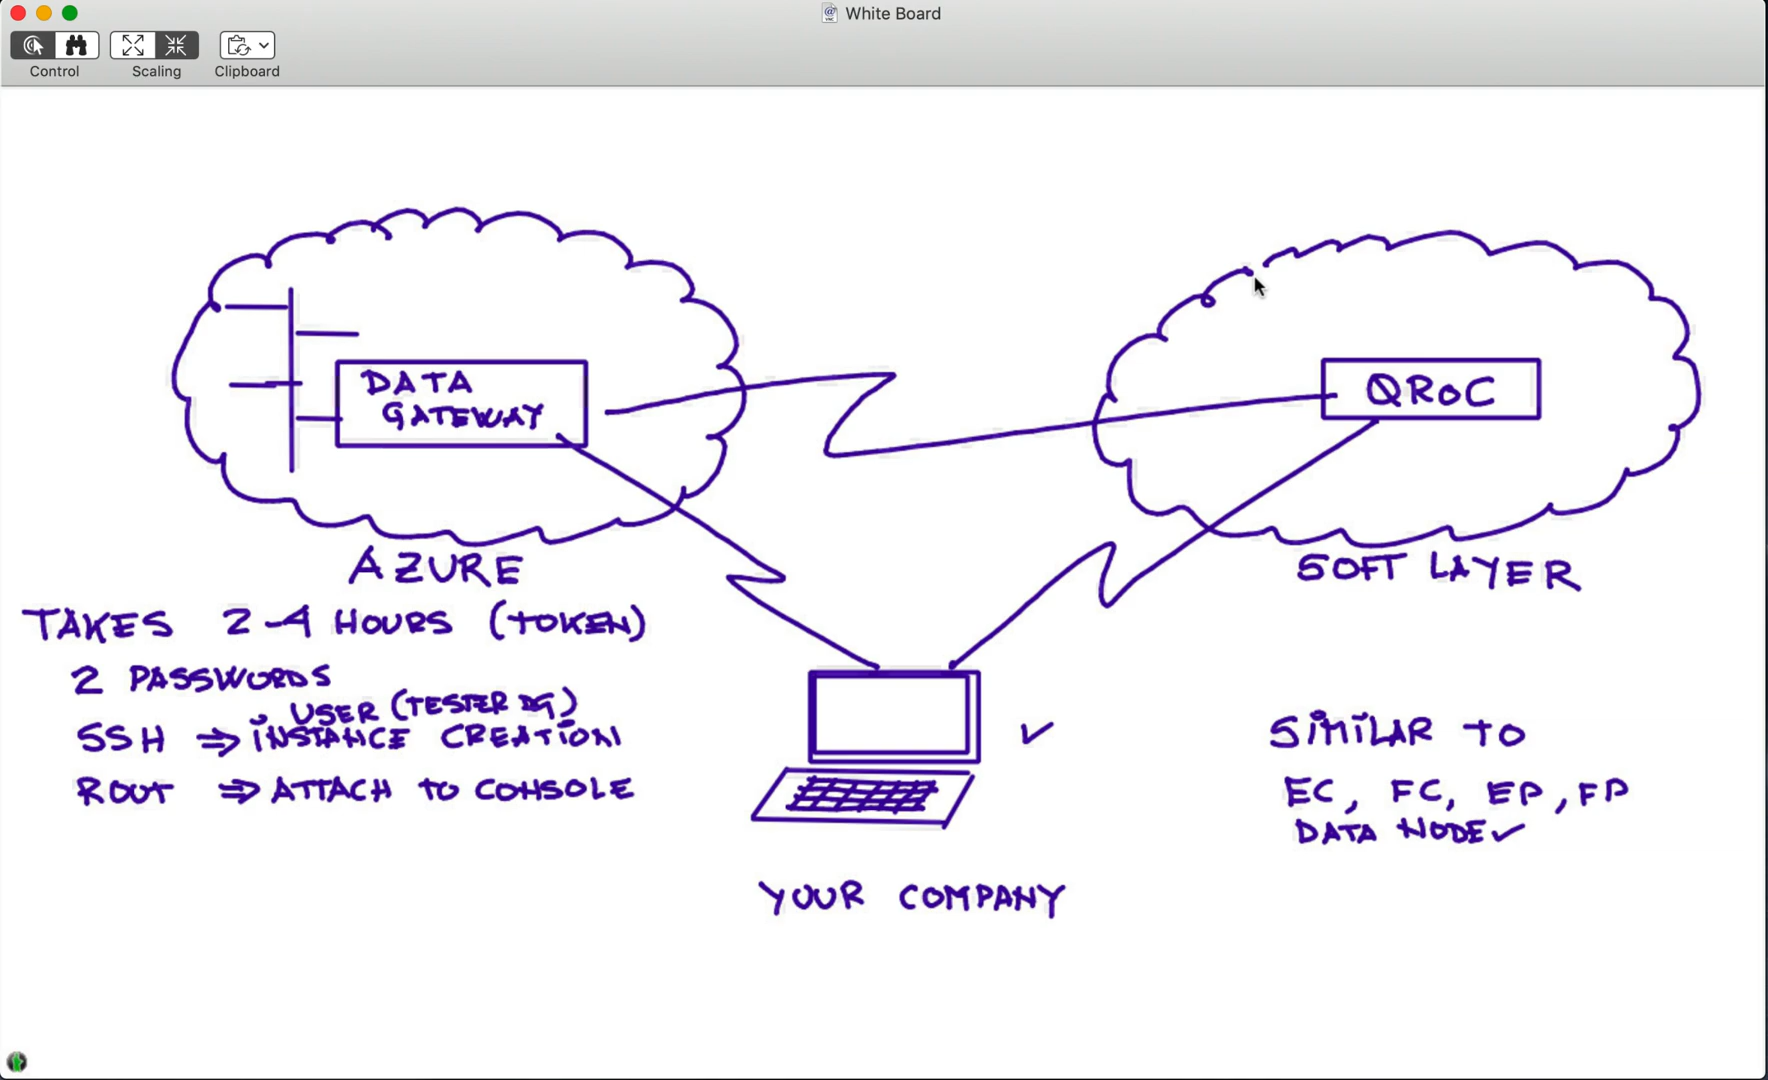 White Board
Control Scaling Clipboard
DATA
GATEWAY
QROC
AZURE
SOFT LAYER
TAKES 2-4 HOURS (TOKEN)
2 PASSWORDS
USER (TESTER DG)
SSH ⇒ INSTANCE CREATION
ROOT ⇒ ATTACH TO CONSOLE
SIMILAR TO
EC, FC, EP, FP
DATA NODE✓
YOUR COMPANY